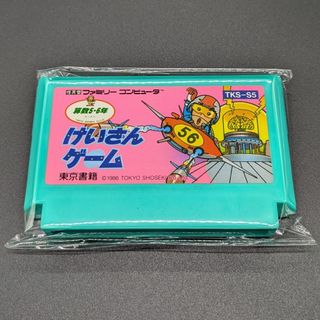 ファミリー コンピュータ
TKS-S5
算数5・6年
けいさん
ゲーム
56
東京書籍
©1986 TOKYO SHOSEKI